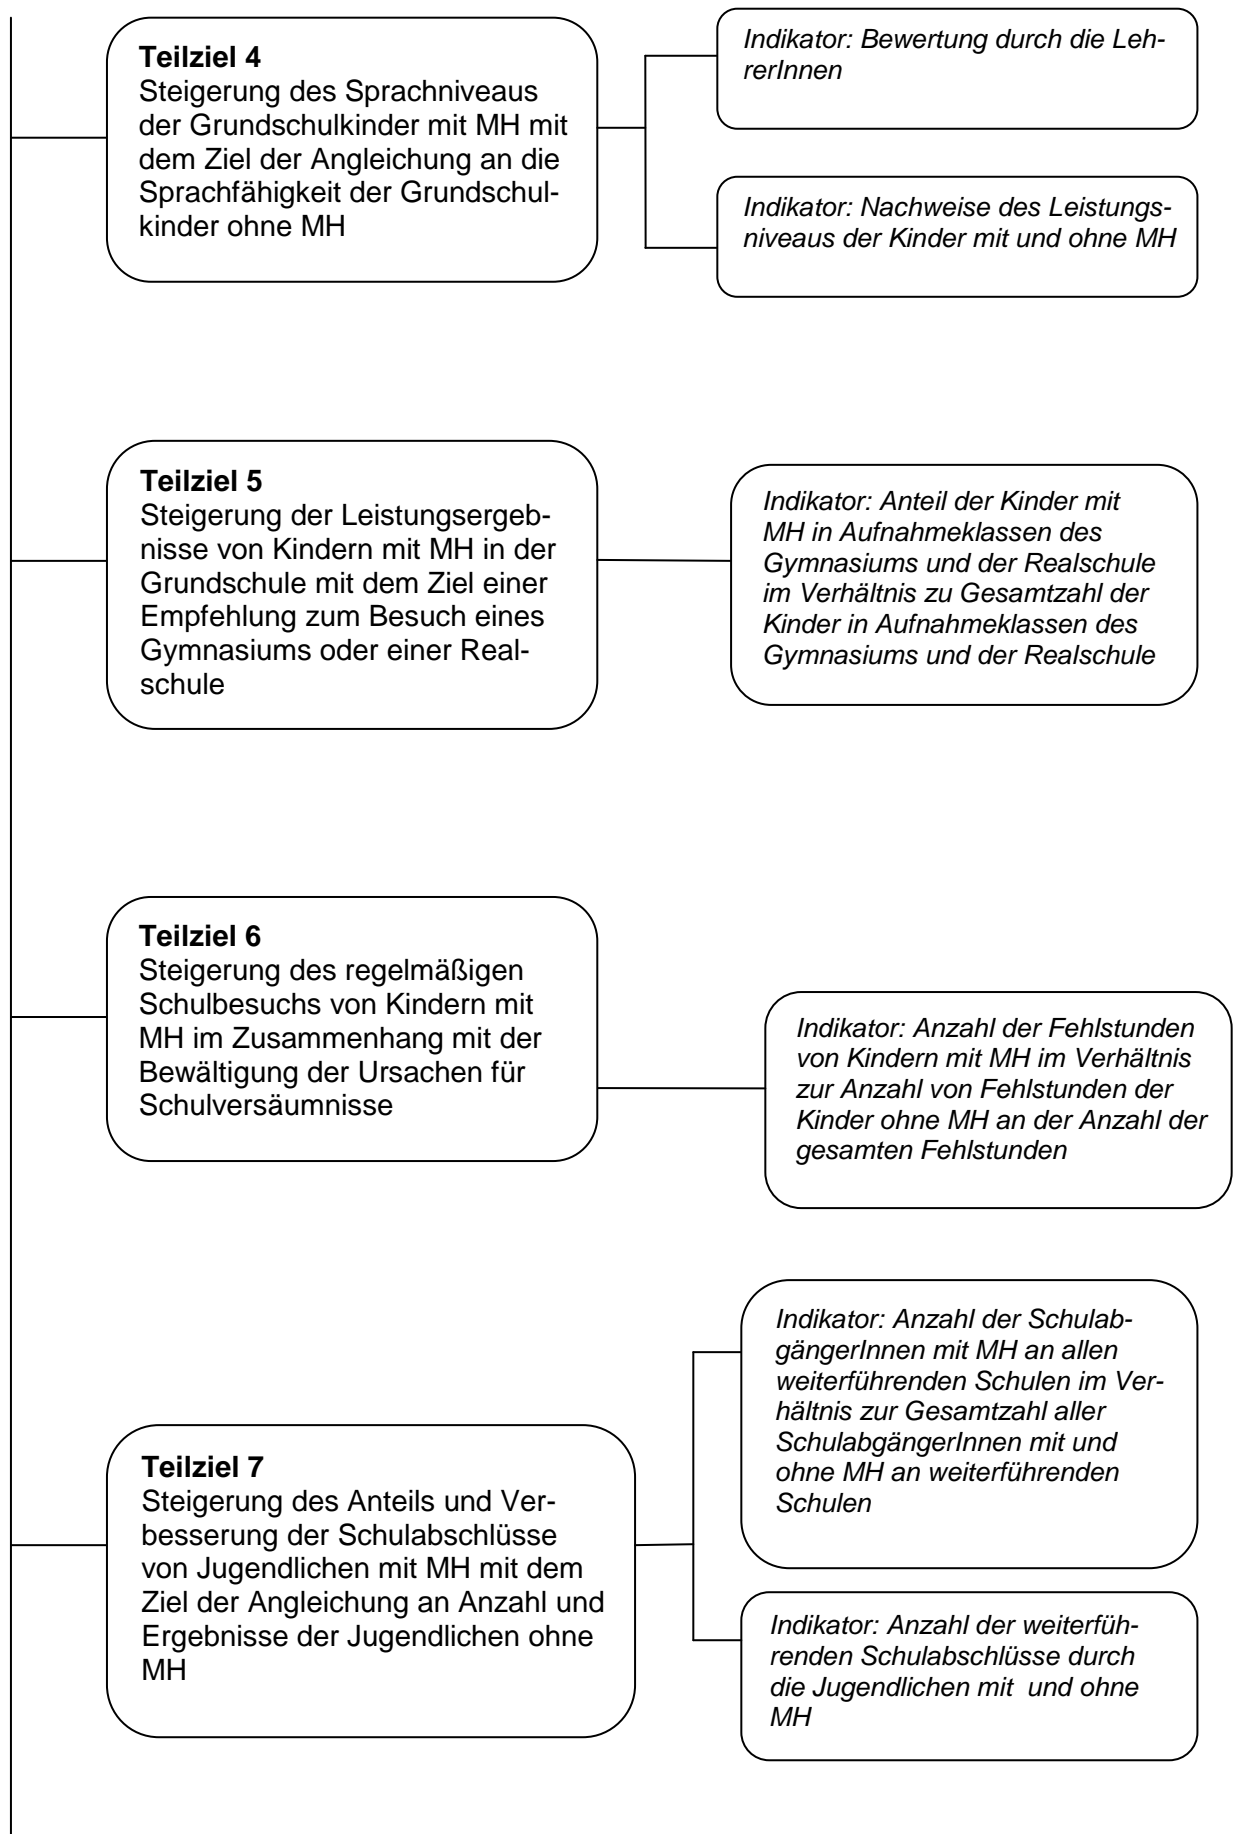 Teilziel 4
Steigerung des Sprachniveaus
der Grundschulkinder mit MH mit
dem Ziel der Angleichung an die
Sprachfähigkeit der Grundschul-
kinder ohne MH
Indikator: Bewertung durch die Leh-
rerInnen
Indikator: Nachweise des Leistungs-
niveaus der Kinder mit und ohne MH
Teilziel 5
Steigerung der Leistungsergeb-
nisse von Kindern mit MH in der
Grundschule mit dem Ziel einer
Empfehlung zum Besuch eines
Gymnasiums oder einer Real-
schule
Indikator: Anteil der Kinder mit
MH in Aufnahmeklassen des
Gymnasiums und der Realschule
im Verhältnis zu Gesamtzahl der
Kinder in Aufnahmeklassen des
Gymnasiums und der Realschule
Teilziel 6
Steigerung des regelmäßigen
Schulbesuchs von Kindern mit
MH im Zusammenhang mit der
Bewältigung der Ursachen für
Schulversäumnisse
Indikator: Anzahl der Fehlstunden
von Kindern mit MH im Verhältnis
zur Anzahl von Fehlstunden der
Kinder ohne MH an der Anzahl der
gesamten Fehlstunden
Teilziel 7
Steigerung des Anteils und Ver-
besserung der Schulabschlüsse
von Jugendlichen mit MH mit dem
Ziel der Angleichung an Anzahl und
Ergebnisse der Jugendlichen ohne
MH
Indikator: Anzahl der Schulab-
gängerInnen mit MH an allen
weiterführenden Schulen im Ver-
hältnis zur Gesamtzahl aller
SchulabgängerInnen mit und
ohne MH an weiterführenden
Schulen
Indikator: Anzahl der weiterfüh-
renden Schulabschlüsse durch
die Jugendlichen mit  und ohne
MH